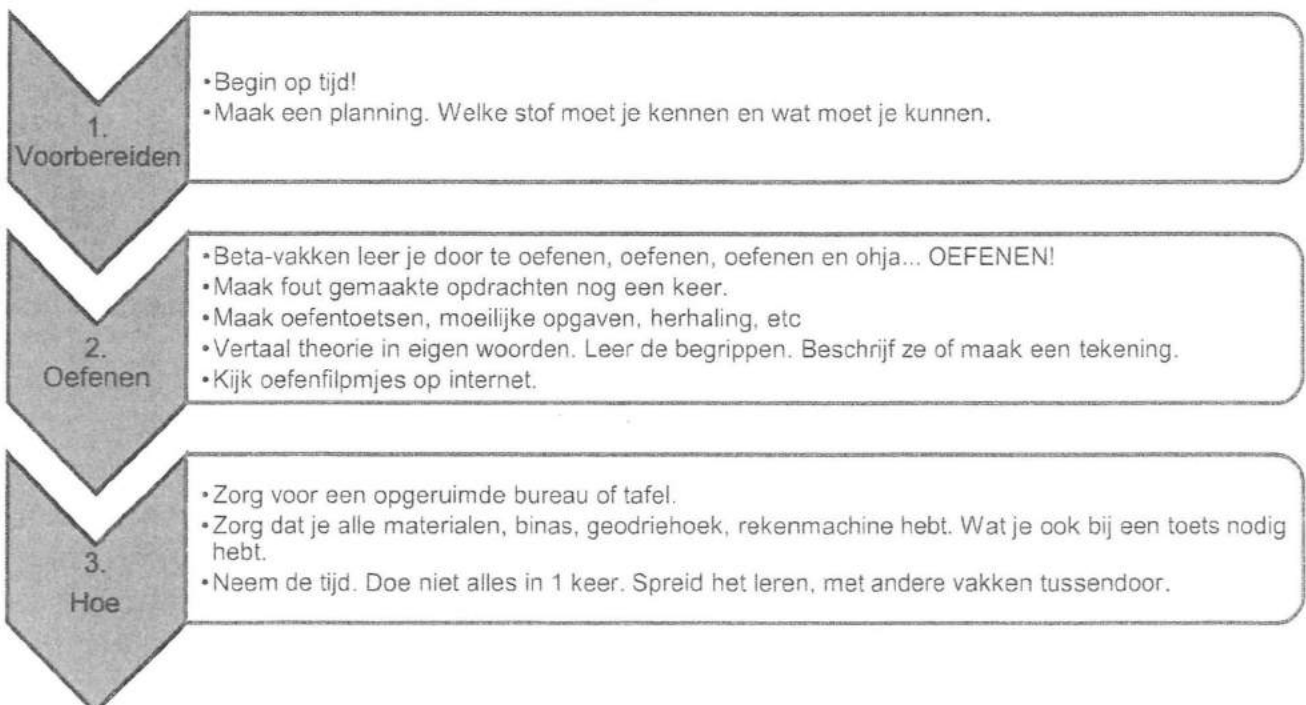 1.
Voorbereiden
•Begin op tijd!
•Maak een planning. Welke stof moet je kennen en wat moet je kunnen.
2.
Oefenen
•Beta-vakken leer je door te oefenen, oefenen, oefenen en ohja... OEFENEN!
•Maak fout gemaakte opdrachten nog een keer.
•Maak oefentoetsen, moeilijke opgaven, herhaling, etc
•Vertaal theorie in eigen woorden. Leer de begrippen. Beschrijf ze of maak een tekening.
•Kijk oefenfilpmjes op internet.
3.
Hoe
•Zorg voor een opgeruimde bureau of tafel.
•Zorg dat je alle materialen, binas, geodriehoek, rekenmachine hebt. Wat je ook bij een toets nodig
hebt.
•Neem de tijd. Doe niet alles in 1 keer. Spreid het leren, met andere vakken tussendoor.